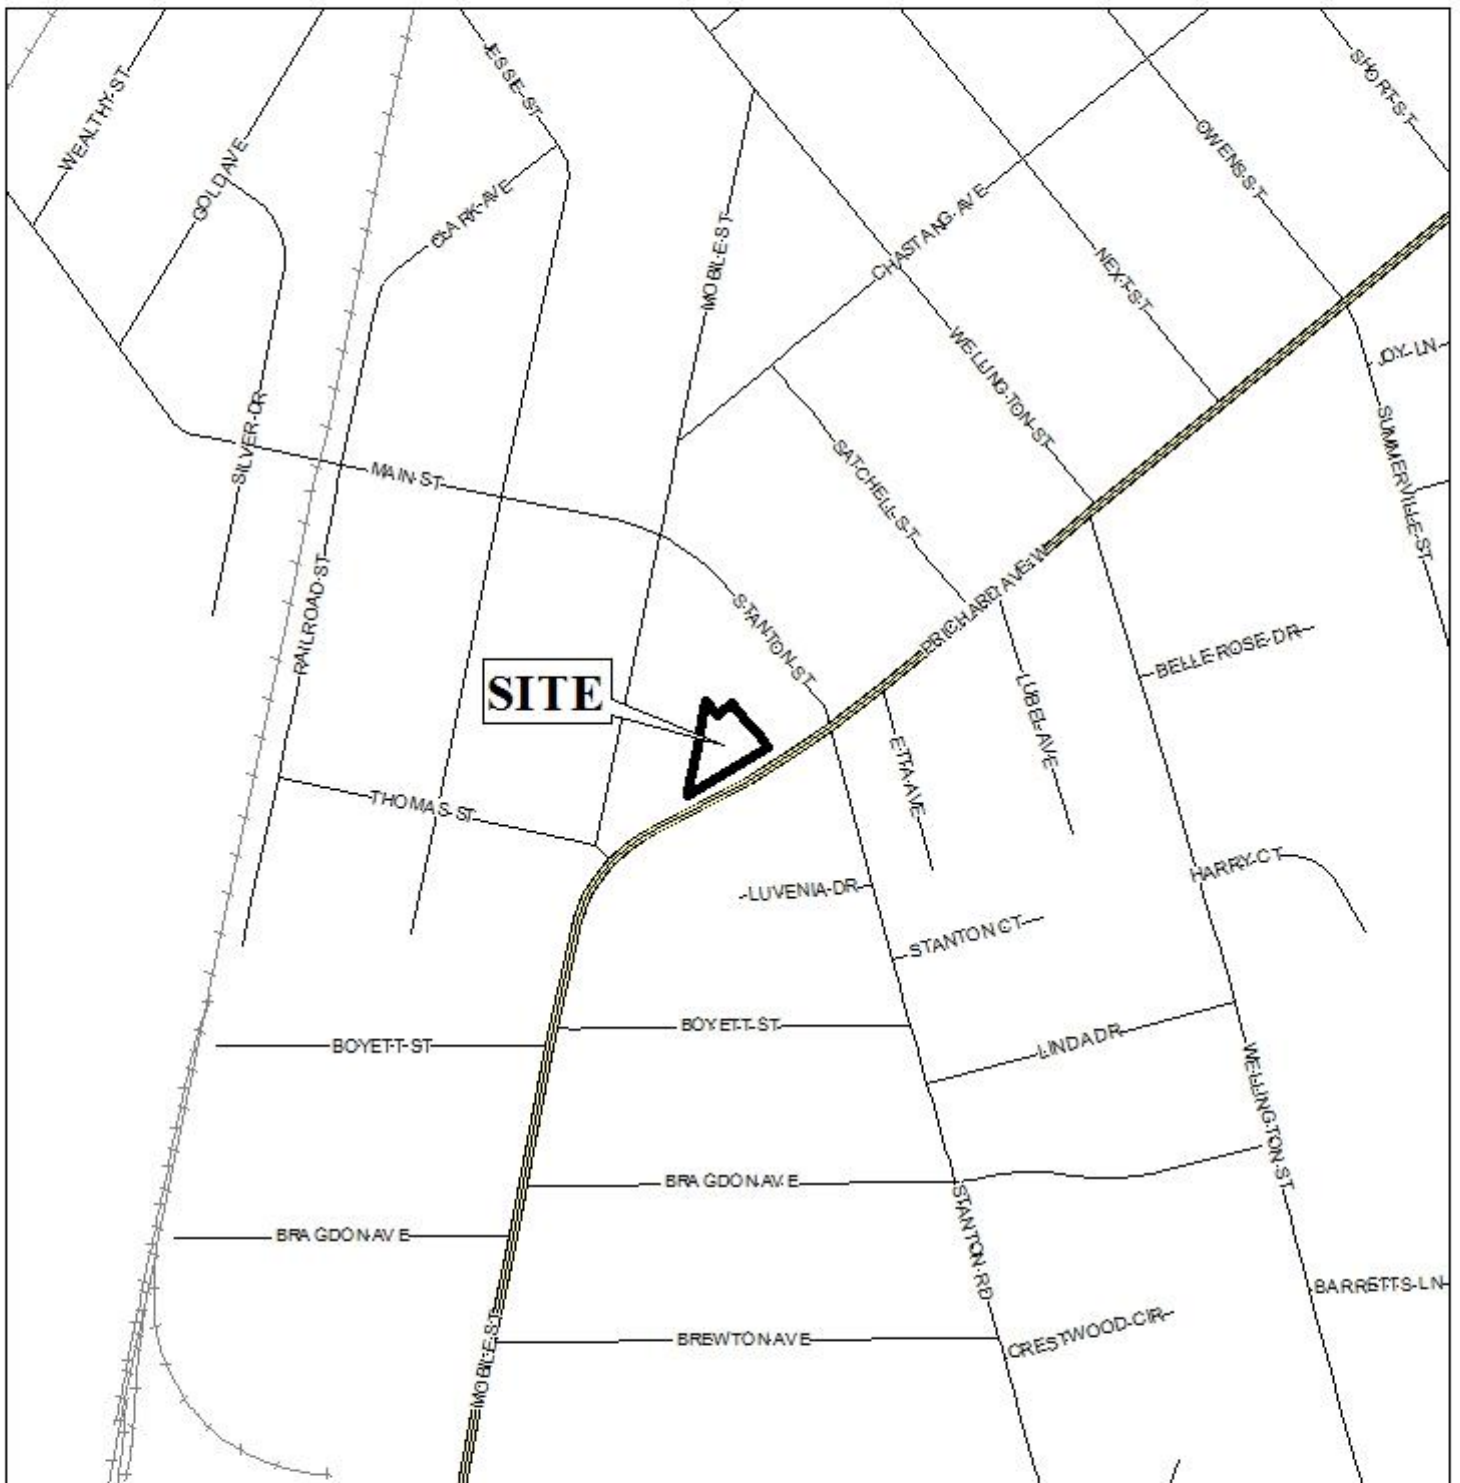 WEALTHY ST
GOLD AVE
JESSE ST
CLARK AVE
MOBILE ST
CHASTANG AVE
OWENS ST
SHORT ST
NEXT ST
JOY LN
WELLINGTON ST
SILVER DR
MAIN ST
SATCHELL ST
SUMMERVILLE ST
RAILROAD ST
STANTON ST
PRICHARD AVE W
BELLE ROSE DR
SITE
LUBEL AVE
ETTA AVE
THOMAS ST
HARRY CT
LUVENIA DR
STANTON CT
BOYETT ST
BOYETT ST
LINDA DR
WELLINGTON ST
BRAGDON AVE
BRAGDON AVE
STANTON RD
BARRETTS LN
MOBILE ST
BREWTON AVE
CRESTWOOD CIR